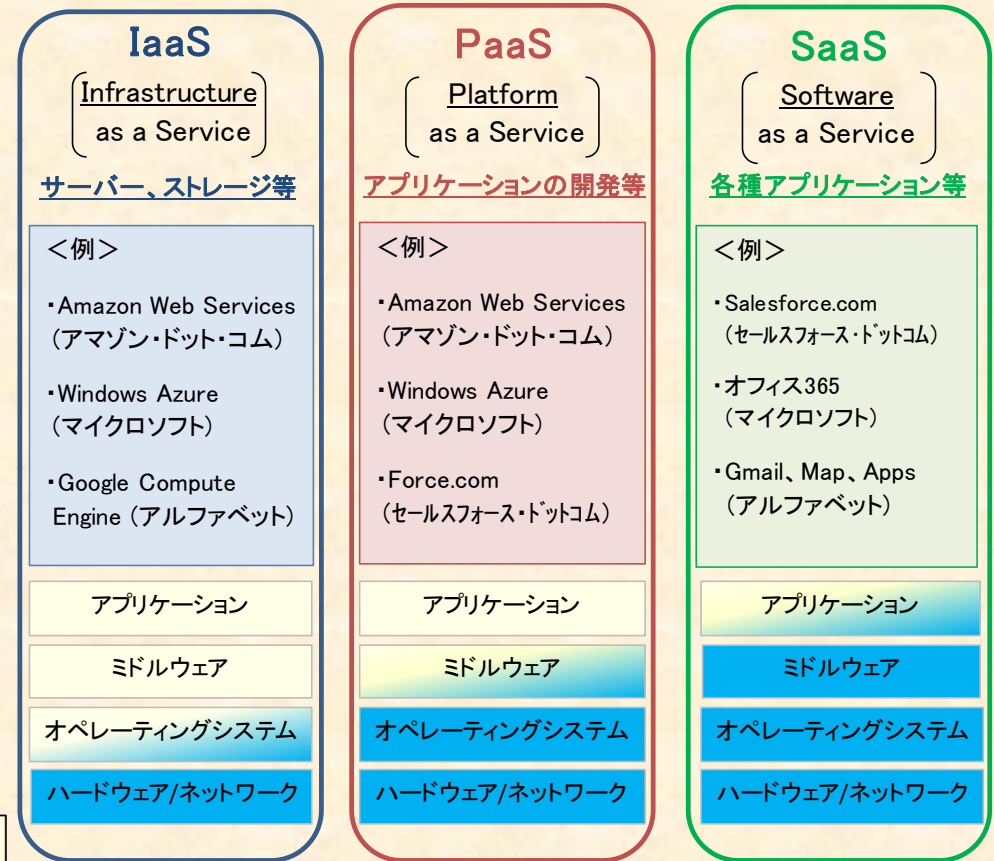 IaaS
Infrastructure
as a Service
サーバー、ストレージ等
＜例＞
・Amazon Web Services
（アマゾン・ドット・コム）
・Windows Azure
（マイクロソフト）
・Google Compute
Engine（アルファベット）
アプリケーション
ミドルウェア
オペレーティングシステム
ハードウェア/ネットワーク
PaaS
Platform
as a Service
アプリケーションの開発等
＜例＞
・Amazon Web Services
（アマゾン・ドット・コム）
・Windows Azure
（マイクロソフト）
・Force.com
（ｾｰﾙｽﾌｫｰｽ・ﾄﾞｯﾄｺﾑ）
アプリケーション
ミドルウェア
オペレーティングシステム
ハードウェア/ネットワーク
SaaS
Software
as a Service
各種アプリケーション等
＜例＞
・Salesforce.com
（ｾｰﾙｽﾌｫｰｽ・ﾄﾞｯﾄｺﾑ）
・オフィス365
（マイクロソフト）
・Gmail、Map、Apps
（アルファベット）
アプリケーション
ミドルウェア
オペレーティングシステム
ハードウェア/ネットワーク